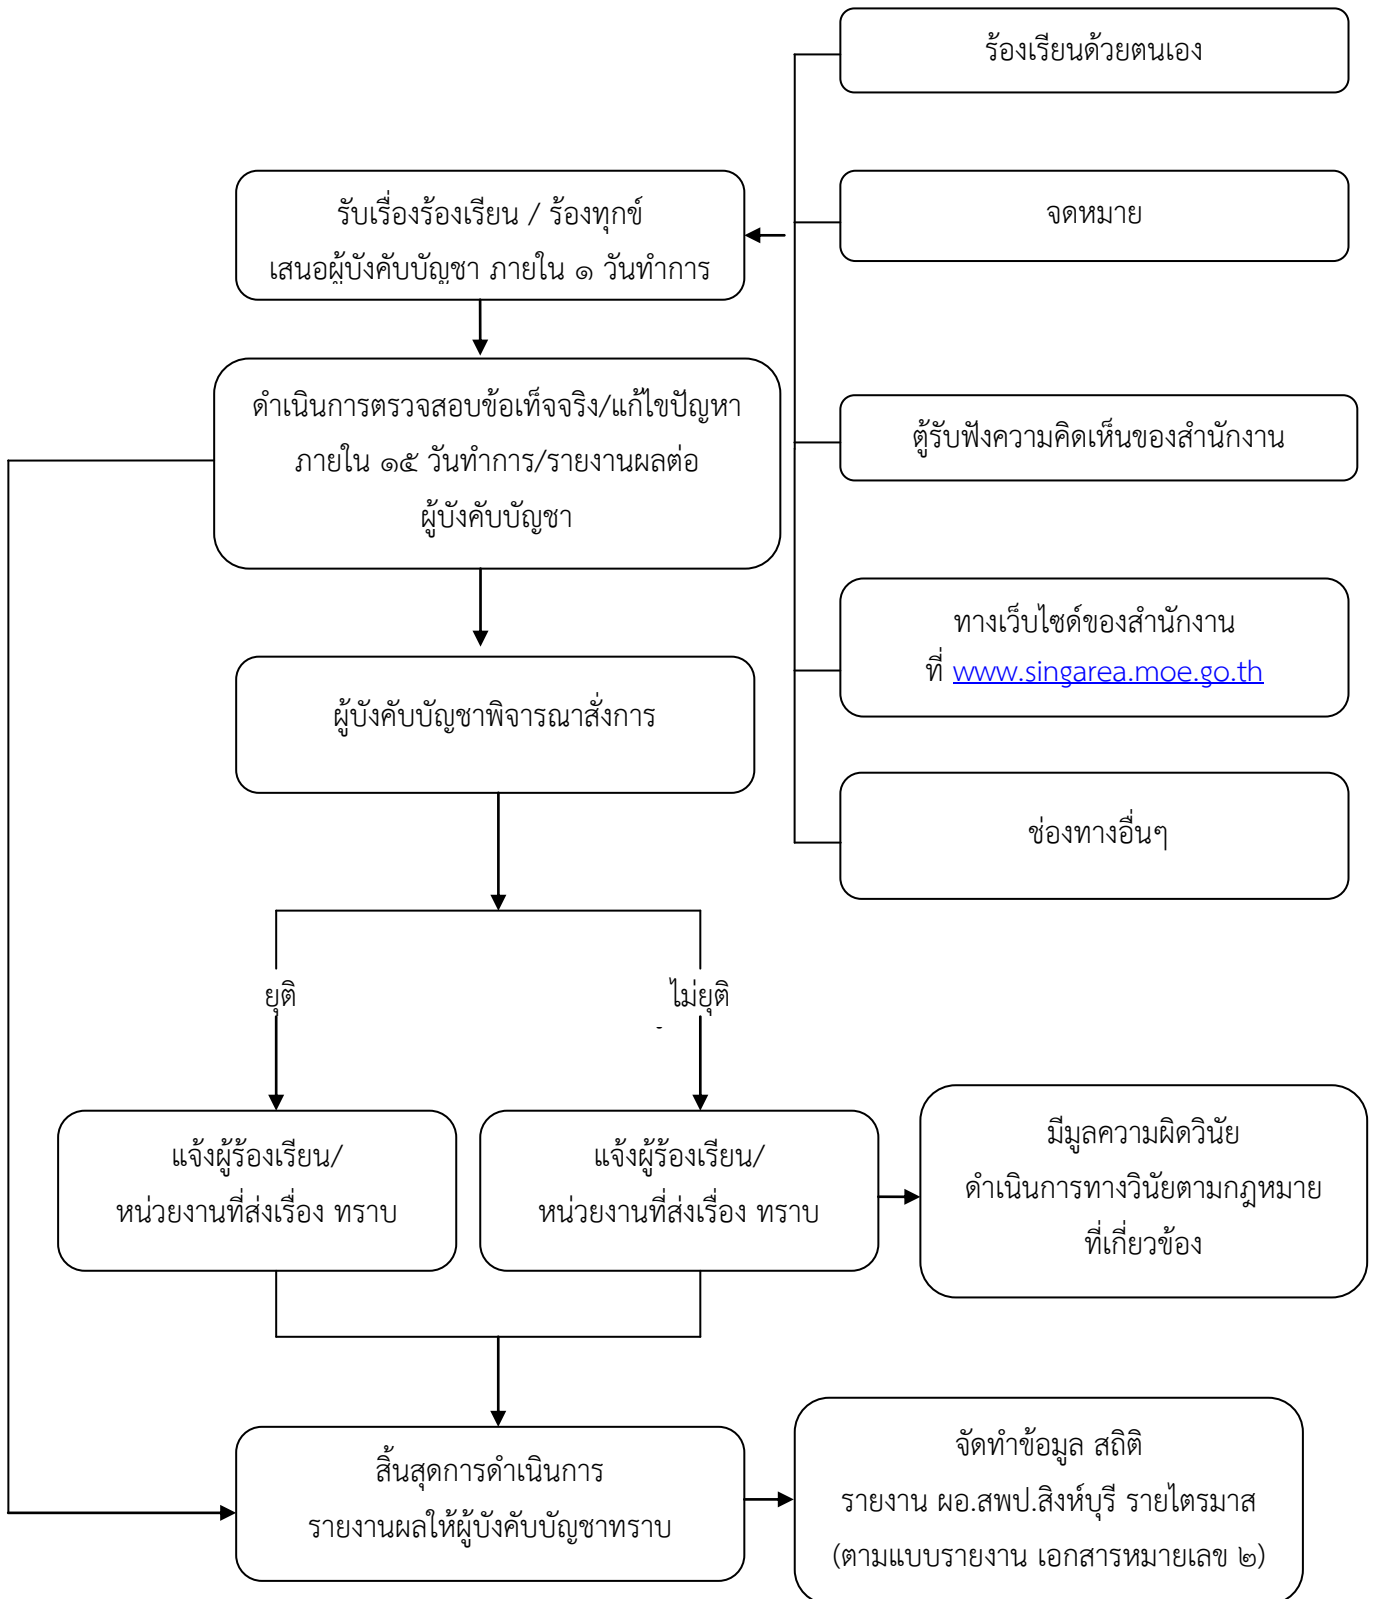 ร้องเรียนด้วยตนเอง
รับเรื่องร้องเรียน / ร้องทุกข์
เสนอผู้บังคับบัญชา ภายใน ๑ วันทำการ
จดหมาย
ดำเนินการตรวจสอบข้อเท็จจริง/แก้ไขปัญหา
ภายใน ๑๕ วันทำการ/รายงานผลต่อ
ผู้บังคับบัญชา
ตู้รับฟังความคิดเห็นของสำนักงาน
ทางเว็บไซด์ของสำนักงาน
ที่ www.singarea.moe.go.th
ผู้บังคับบัญชาพิจารณาสั่งการ
ช่องทางอื่นๆ
ยุติ
ไม่ยุติ
แจ้งผู้ร้องเรียน/
หน่วยงานที่ส่งเรื่อง ทราบ
แจ้งผู้ร้องเรียน/
หน่วยงานที่ส่งเรื่อง ทราบ
มีมูลความผิดวินัย
ดำเนินการทางวินัยตามกฎหมาย
ที่เกี่ยวข้อง
สิ้นสุดการดำเนินการ
รายงานผลให้ผู้บังคับบัญชาทราบ
จัดทำข้อมูล สถิติ
รายงาน ผอ.สพป.สิงห์บุรี รายไตรมาส
(ตามแบบรายงาน เอกสารหมายเลข ๒)